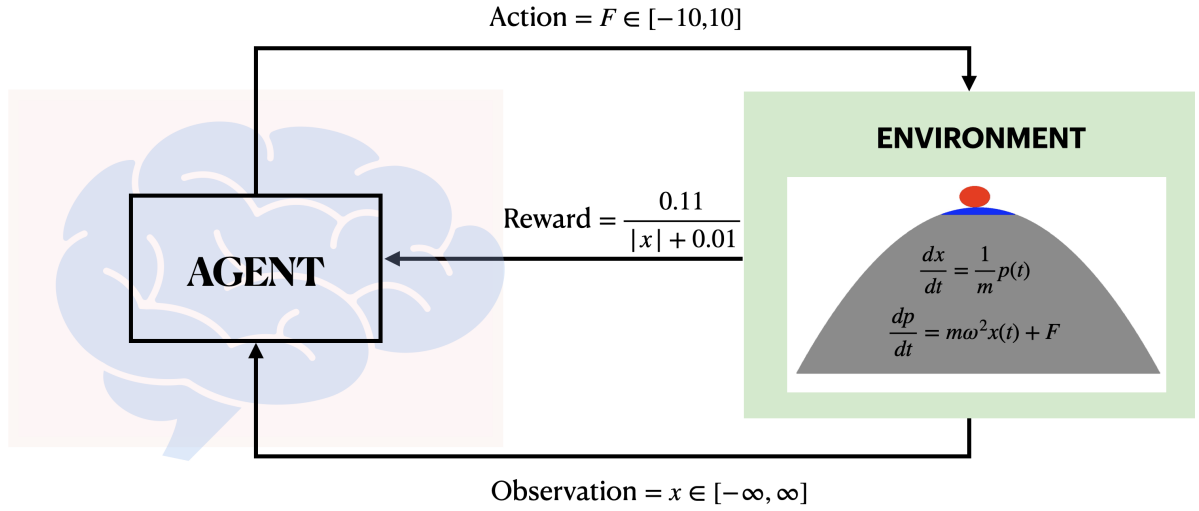 Action = F ∈ [−10,10]
ENVIRONMENT
Reward = 0.11 / (|x| + 0.01)
AGENT
dx/dt = 1/m p(t)
dp/dt = mω²x(t) + F
Observation = x ∈ [−∞, ∞]